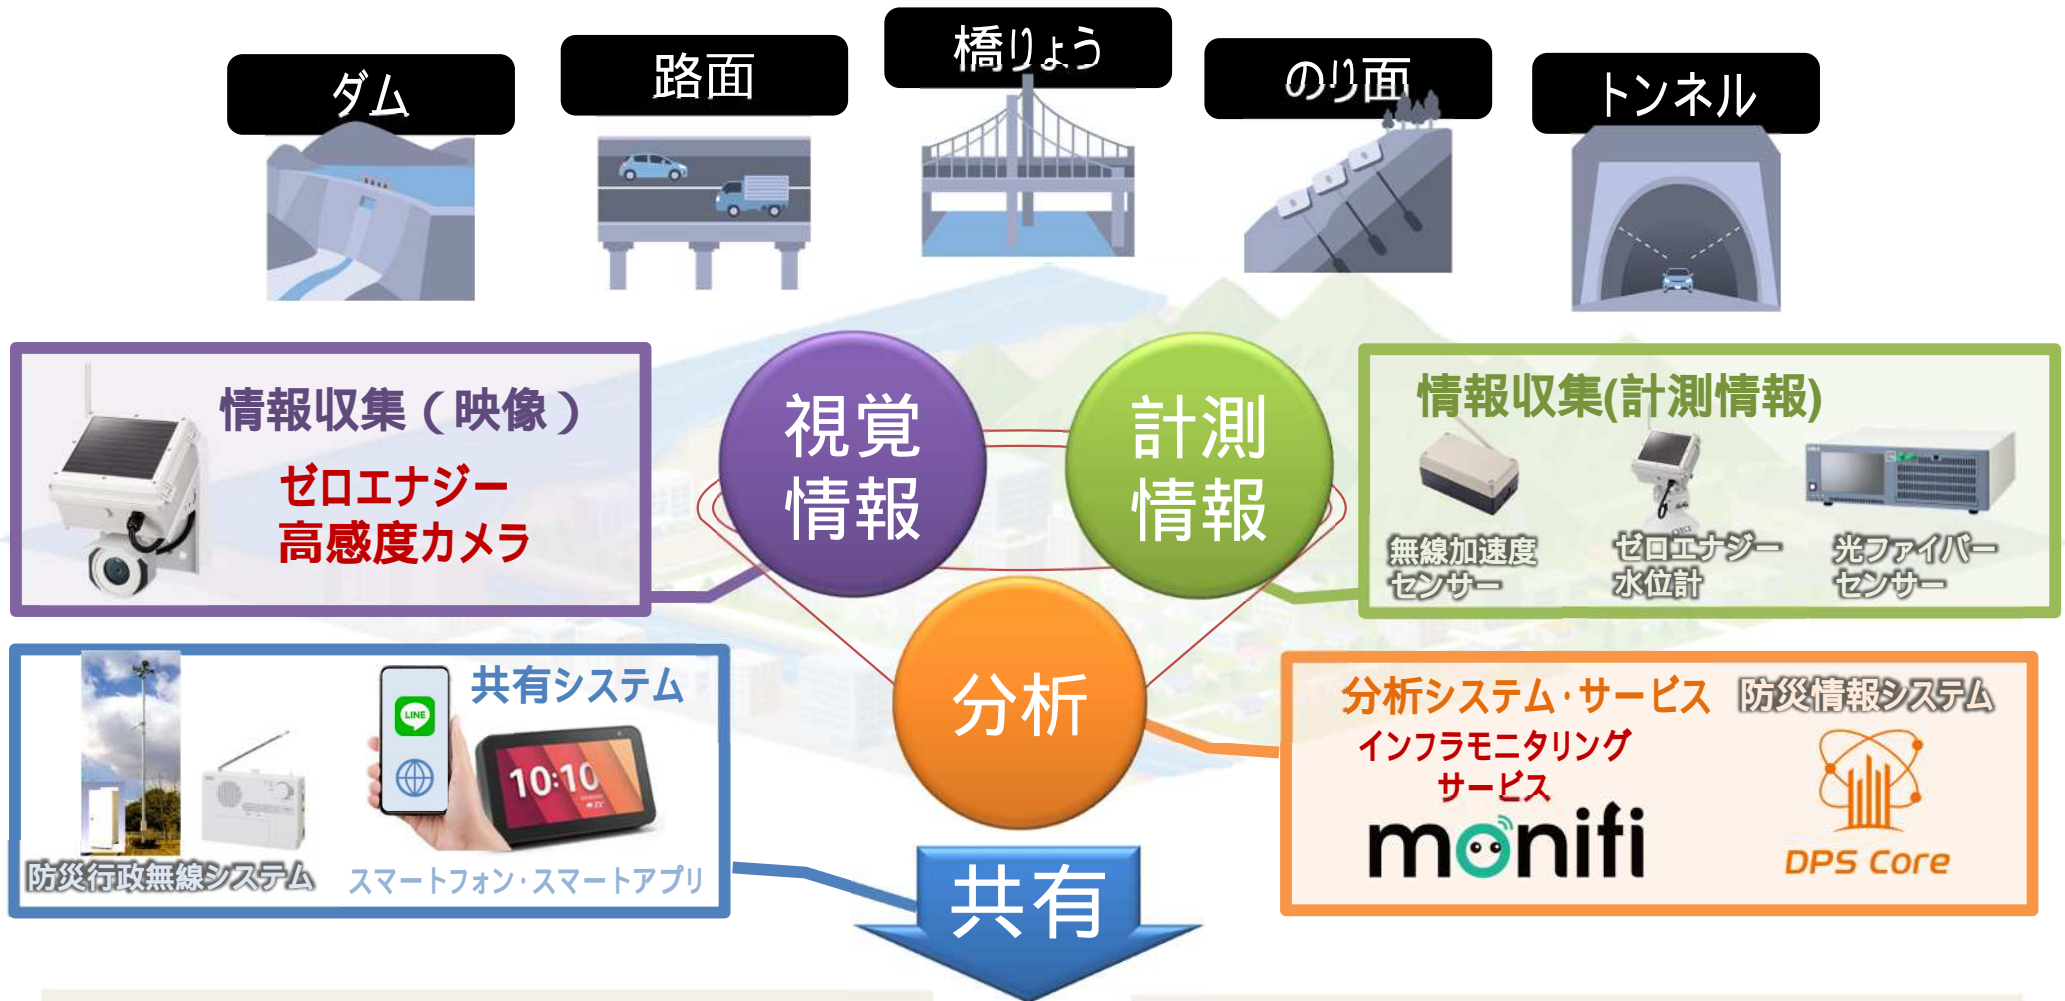 ダム
路面
橋りょう
のり面
トンネル
情報収集（映像）
ゼロエナジー
高感度カメラ
視覚
情報
計測
情報
情報収集(計測情報)
無線加速度
センサー
ゼロエナジー
水位計
光ファイバー
センサー
共有システム
LINE
10:10
防災行政無線システム
スマートフォン・スマートアプリ
分析
共有
分析システム・サービス
インフラモニタリング
サービス
monifi
防災情報システム
DPS Core